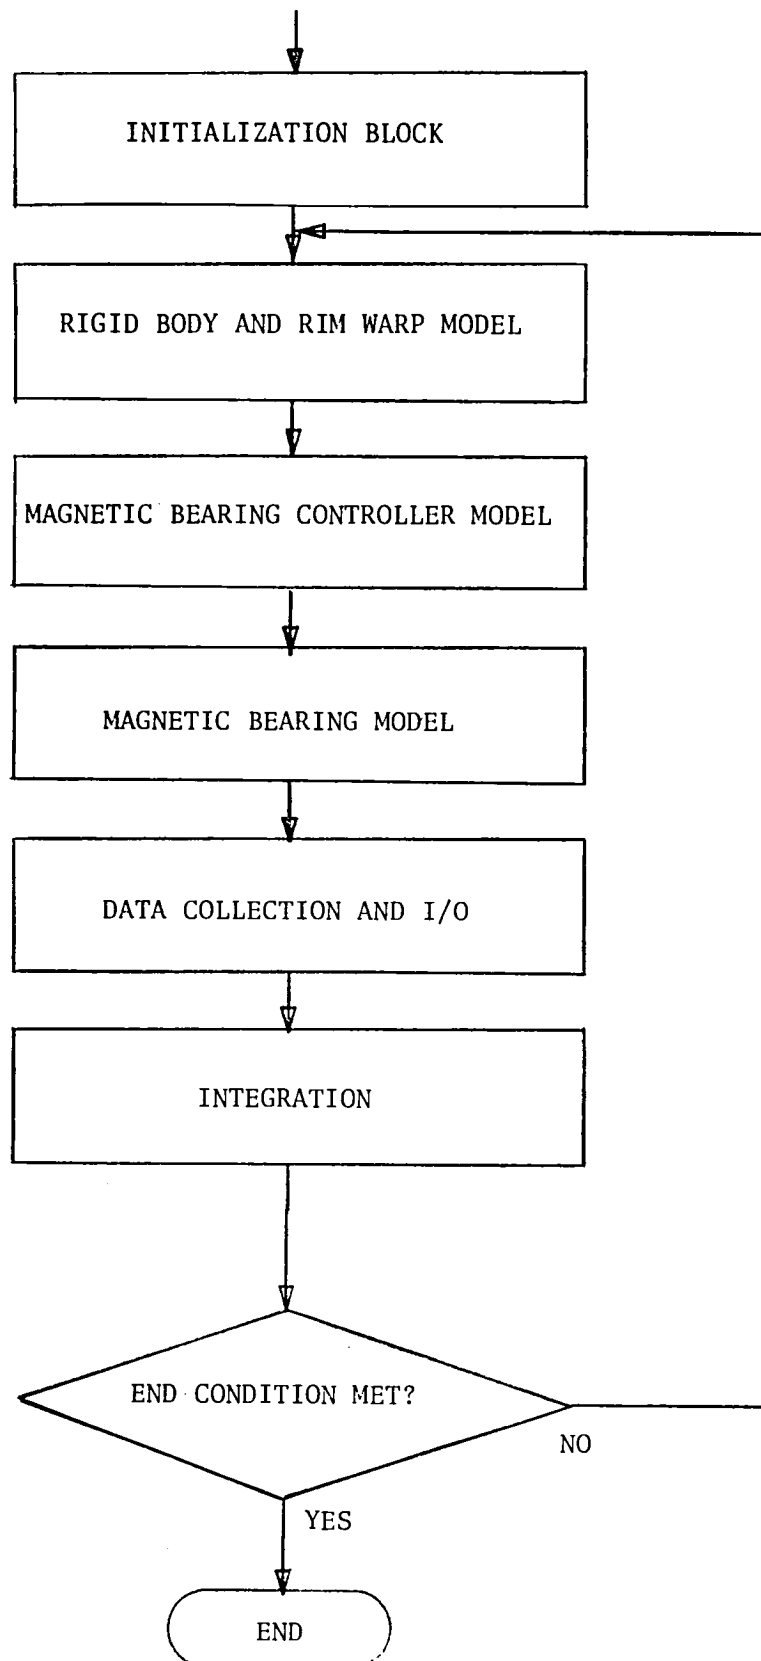 INITIALIZATION BLOCK
RIGID BODY AND RIM WARP MODEL
MAGNETIC BEARING CONTROLLER MODEL
MAGNETIC BEARING MODEL
DATA COLLECTION AND I/O
INTEGRATION
END CONDITION MET?
NO
YES
END